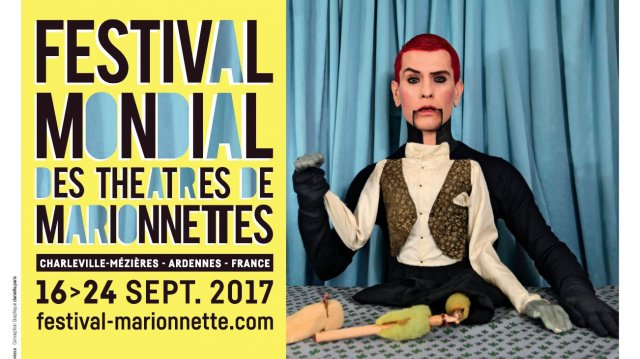 FESTIVAL
MONDIAL
DES THEATRES DE
MARIONNETTES
CHARLEVILLE-MÉZIÈRES - ARDENNES - FRANCE
16>24 SEPT. 2017
festival-marionnette.com